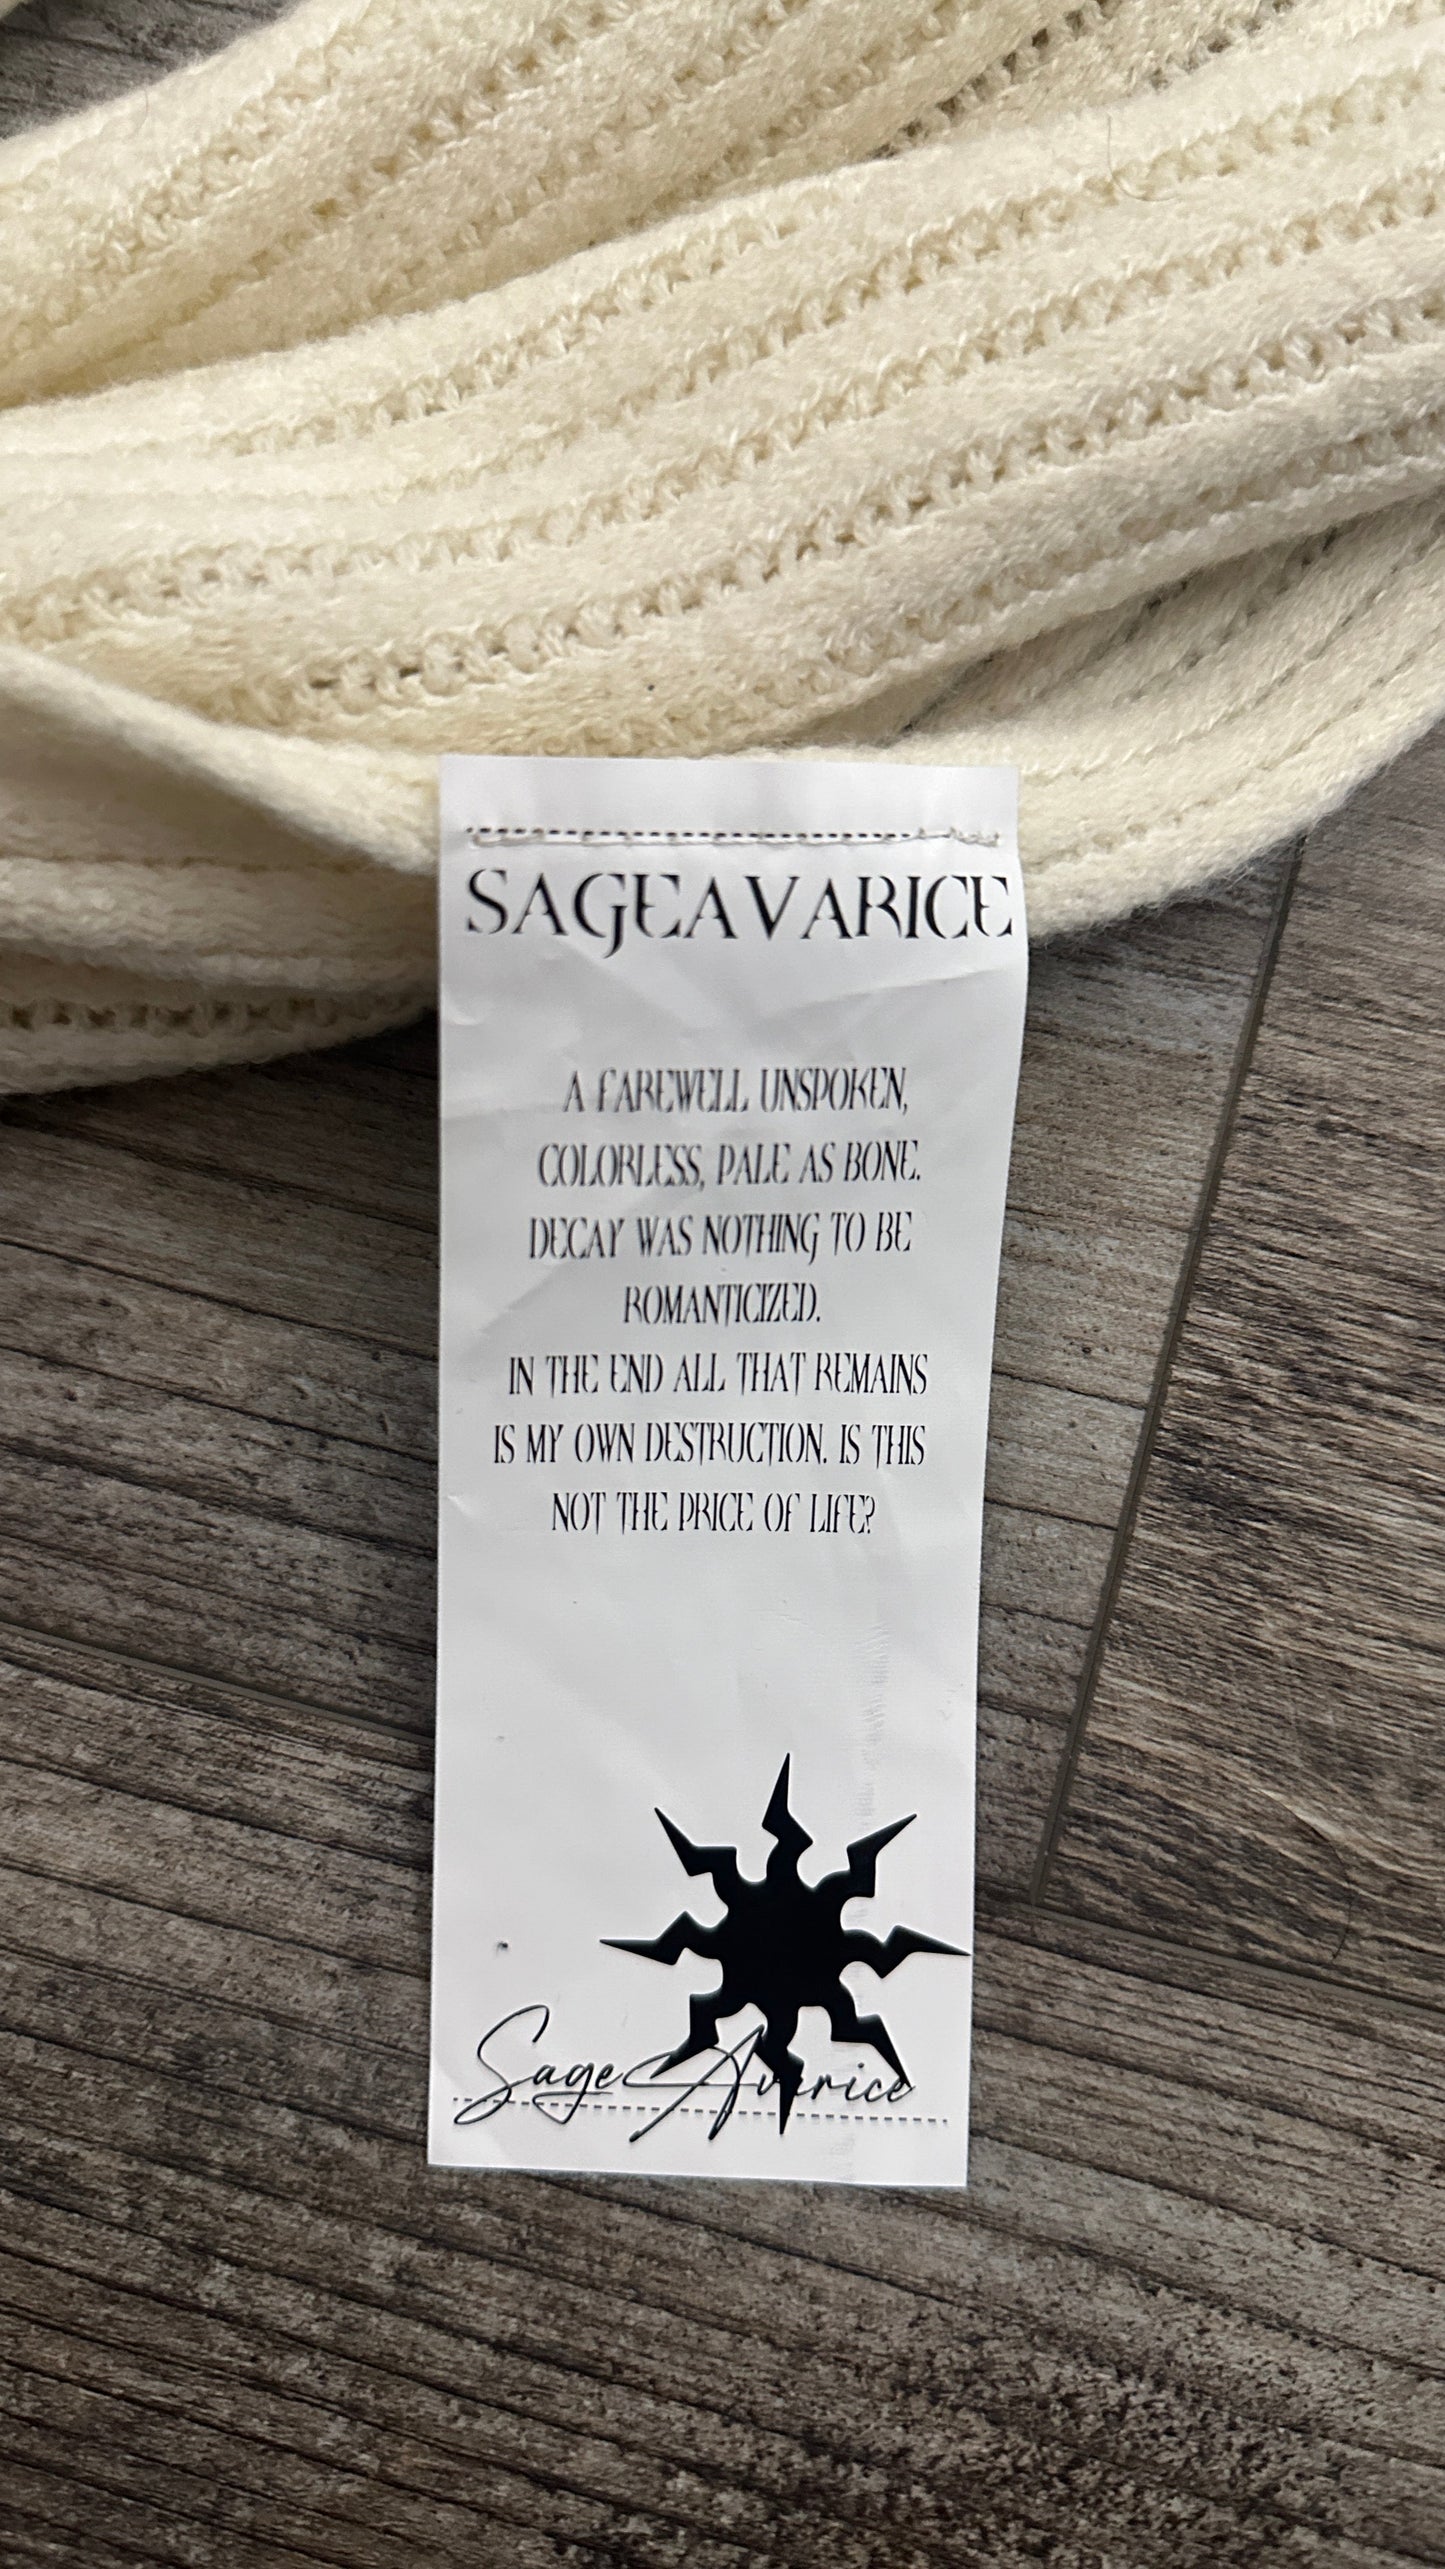 SAGEAVARICE
A FAREWELL UNSPOKEN,
COLORLESS, PALE AS BONE.
DECAY WAS NOTHING TO BE
ROMANTICIZED.
IN THE END ALL THAT REMAINS
IS MY OWN DESTRUCTION. IS THIS
NOT THE PRICE OF LIFE?
Sage Avarice